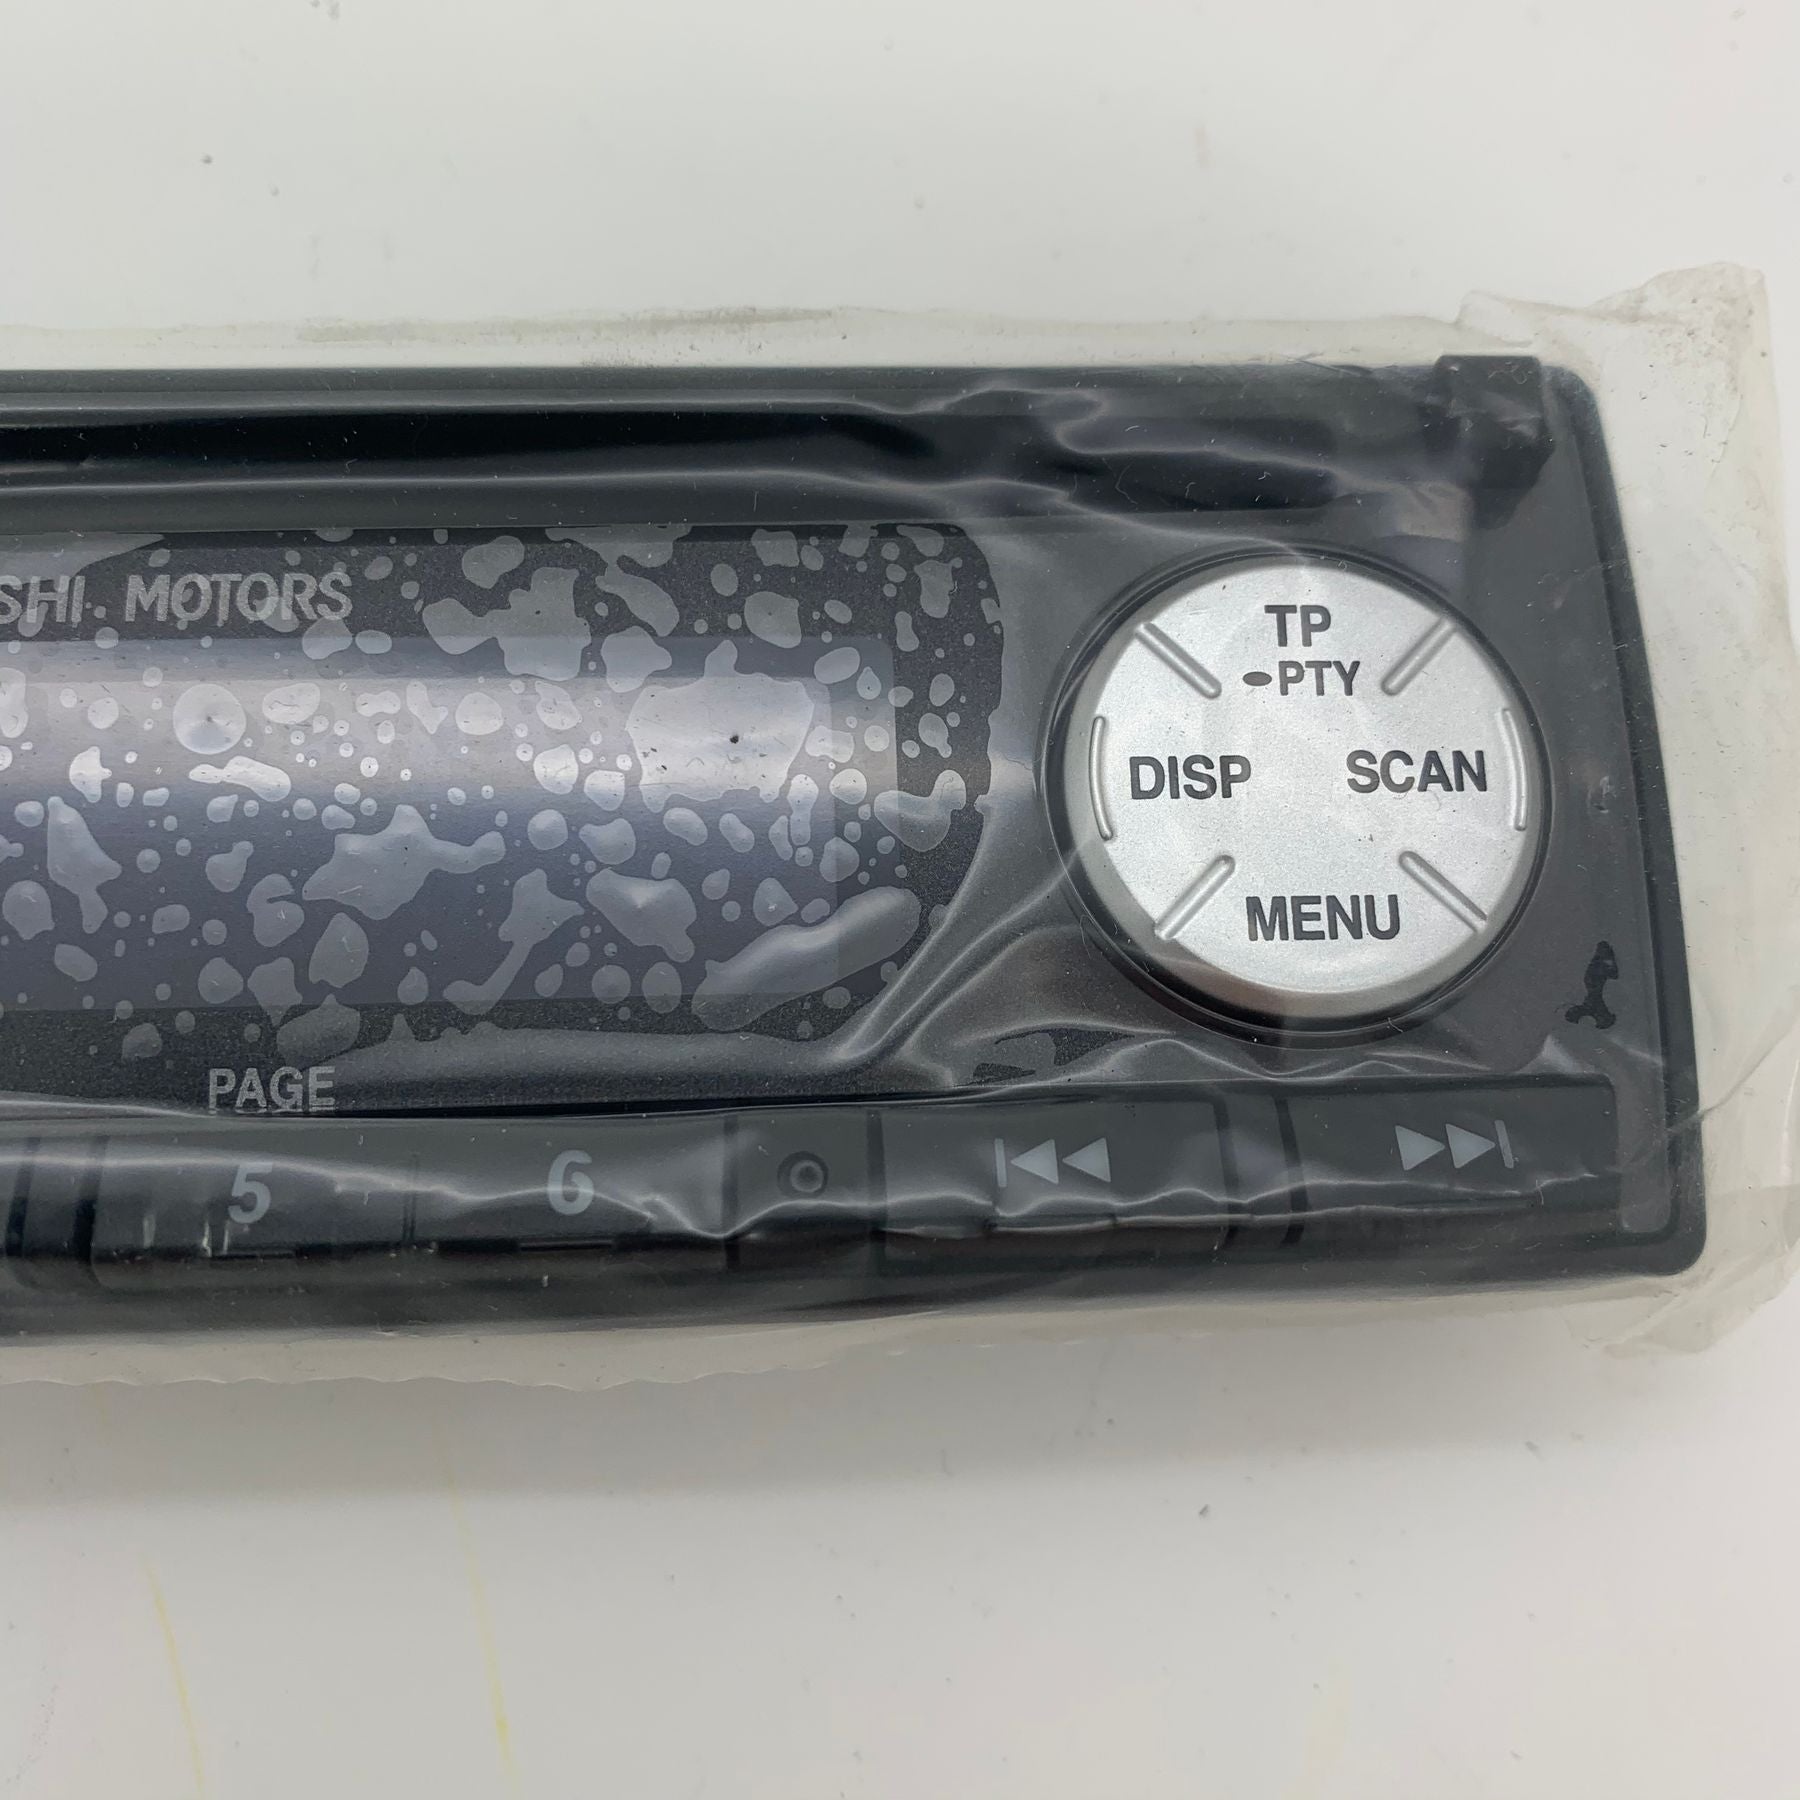 SHI MOTORS
TP
PTY
DISP SCAN
MENU
PAGE
5 6